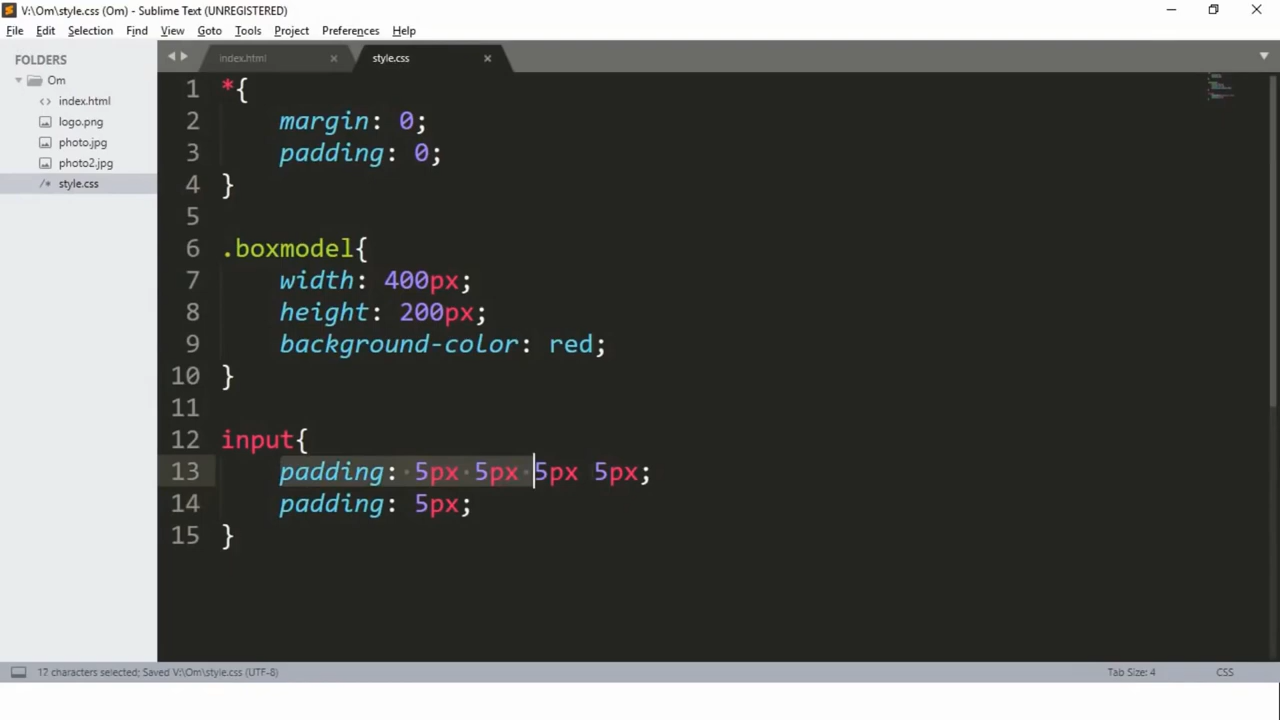 V:\Om\style.css (Om) - Sublime Text (UNREGISTERED)
File Edit Selection Find View Goto Tools Project Preferences Help
FOLDERS
Om
index.html
logo.png
photo.jpg
photo2.jpg
style.css
index.html × style.css ×
1 *{
2 margin: 0;
3 padding: 0;
4 }
5
6 .boxmodel{
7 width: 400px;
8 height: 200px;
9 background-color: red;
10 }
11
12 input{
13 padding: 5px 5px 5px 5px;
14 padding: 5px;
15 }
17 characters selected; Saved V:\Om\style.css (UTF-8) Tab Size: 4 CSS